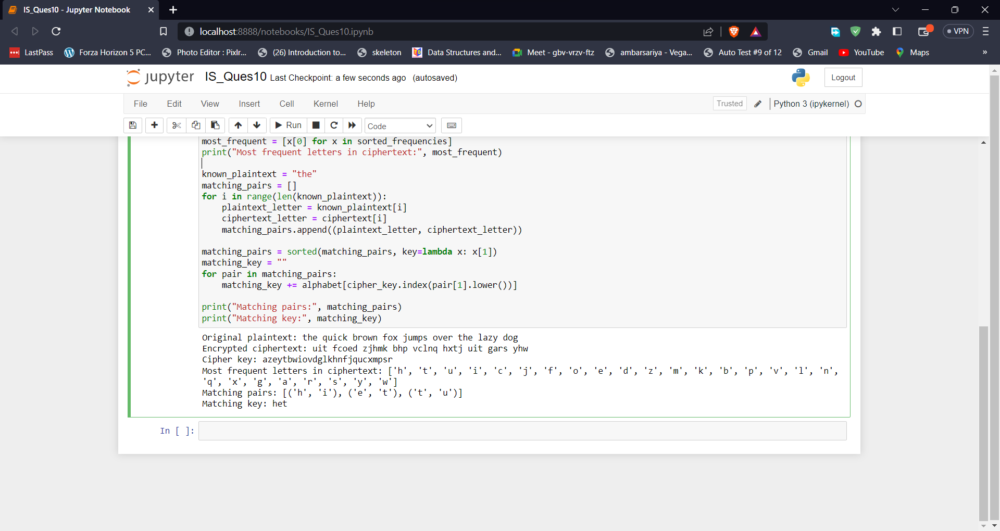 IS_Ques10 - Jupyter Notebook
localhost:8888/notebooks/IS_Ques10.ipynb
VPN
LastPass
Forza Horizon 5 PC...
Photo Editor : Pixlr...
(26) Introduction to...
skeleton
Data Structures and...
Meet - gbv-vrzv-ftz
ambarsariya - Vega...
Auto Test #9 of 12
Gmail
YouTube
Maps
»
jupyter IS_Ques10 Last Checkpoint: a few seconds ago (autosaved)
Logout
File Edit View Insert Cell Kernel Help
Trusted
Python 3 (ipykernel)
Run
Code
most_frequent = [x[0] for x in sorted_frequencies]
print("Most frequent letters in ciphertext:", most_frequent)
known_plaintext = "the"
matching_pairs = []
for i in range(len(known_plaintext)):
    plaintext_letter = known_plaintext[i]
    ciphertext_letter = ciphertext[i]
    matching_pairs.append((plaintext_letter, ciphertext_letter))
matching_pairs = sorted(matching_pairs, key=lambda x: x[1])
matching_key = ""
for pair in matching_pairs:
    matching_key += alphabet[cipher_key.index(pair[1].lower())]
print("Matching pairs:", matching_pairs)
print("Matching key:", matching_key)
Original plaintext: the quick brown fox jumps over the lazy dog
Encrypted ciphertext: uit fcoed zjhmk bhp vclnq hxtj uit gars yhw
Cipher key: azeytbwiovdglkhnfjqucxmpsr
Most frequent letters in ciphertext: ['h', 't', 'u', 'i', 'c', 'j', 'f', 'o', 'e', 'd', 'z', 'm', 'k', 'b', 'p', 'v', 'l', 'n',
'q', 'x', 'g', 'a', 'r', 's', 'y', 'w']
Matching pairs: [('h', 'i'), ('e', 't'), ('t', 'u')]
Matching key: het
In [ ]: